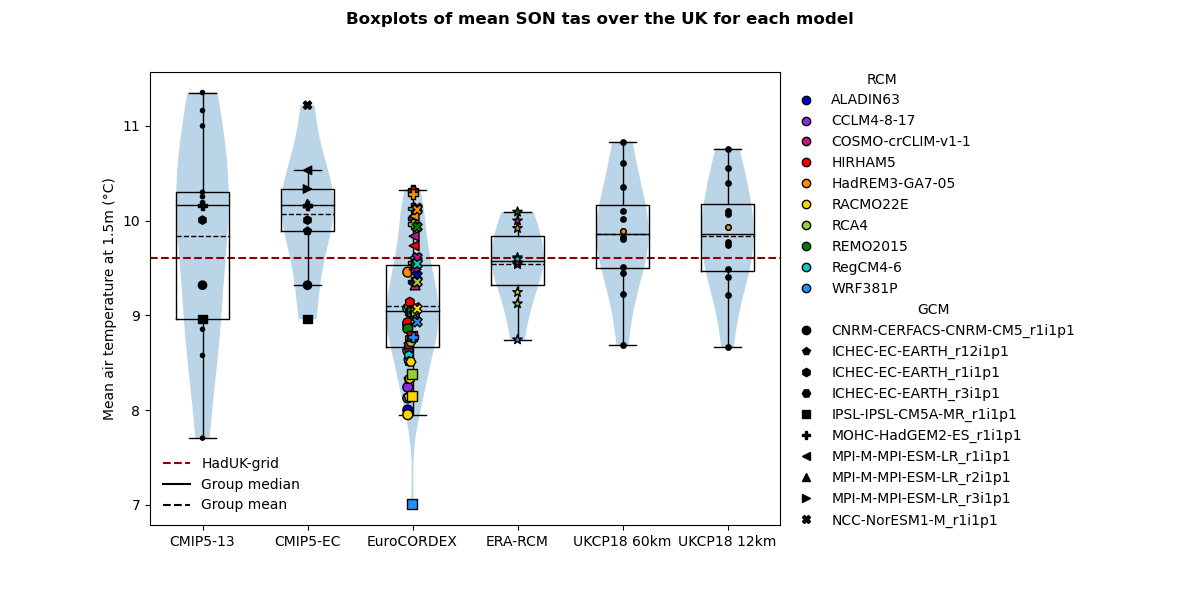 Boxplots of mean SON tas over the UK for each model
Mean air temperature at 1.5m (°C)
11
10
9
8
7
HadUK-grid
Group median
Group mean
CMIP5-13
CMIP5-EC
EuroCORDEX
ERA-RCM
UKCP18 60km
UKCP18 12km
RCM
ALADIN63
CCLM4-8-17
COSMO-crCLIM-v1-1
HIRHAM5
HadREM3-GA7-05
RACMO22E
RCA4
REMO2015
RegCM4-6
WRF381P
GCM
CNRM-CERFACS-CNRM-CM5_r1i1p1
ICHEC-EC-EARTH_r12i1p1
ICHEC-EC-EARTH_r1i1p1
ICHEC-EC-EARTH_r3i1p1
IPSL-IPSL-CM5A-MR_r1i1p1
MOHC-HadGEM2-ES_r1i1p1
MPI-M-MPI-ESM-LR_r1i1p1
MPI-M-MPI-ESM-LR_r2i1p1
MPI-M-MPI-ESM-LR_r3i1p1
NCC-NorESM1-M_r1i1p1